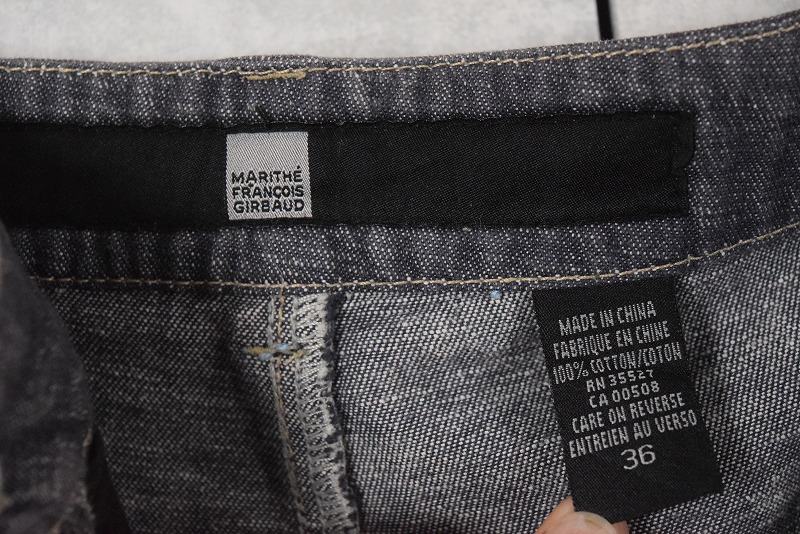 MARITHÉ
FRANCOIS
GIRBAUD
MADE IN CHINA
FABRIQUE EN CHINE
100% COTTON/COTON
RN 35527
CA 00508
CARE ON REVERSE
ENTREIEN AU VERSO
36